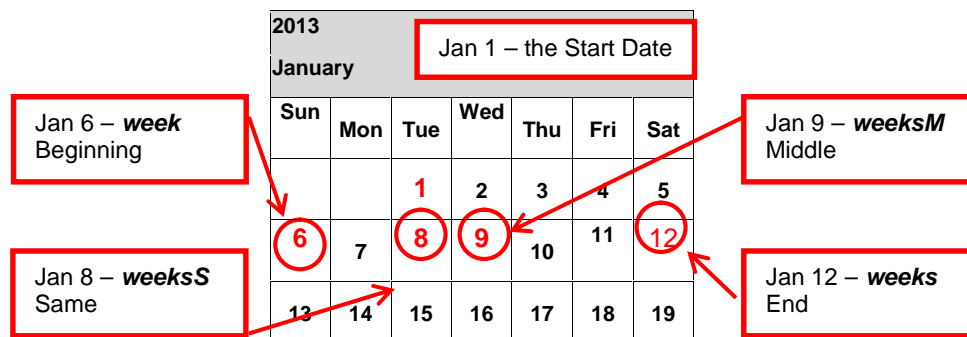 2013
January
Jan 1 – the Start Date
Jan 6 – week
Beginning
Jan 9 – weeksM
Middle
Sun Mon Tue Wed Thu Fri Sat
1 2 3 4 5
6 7 8 9 10 11 12
Jan 8 – weeksS
Same
Jan 12 – weeks
End
13 14 15 16 17 18 19